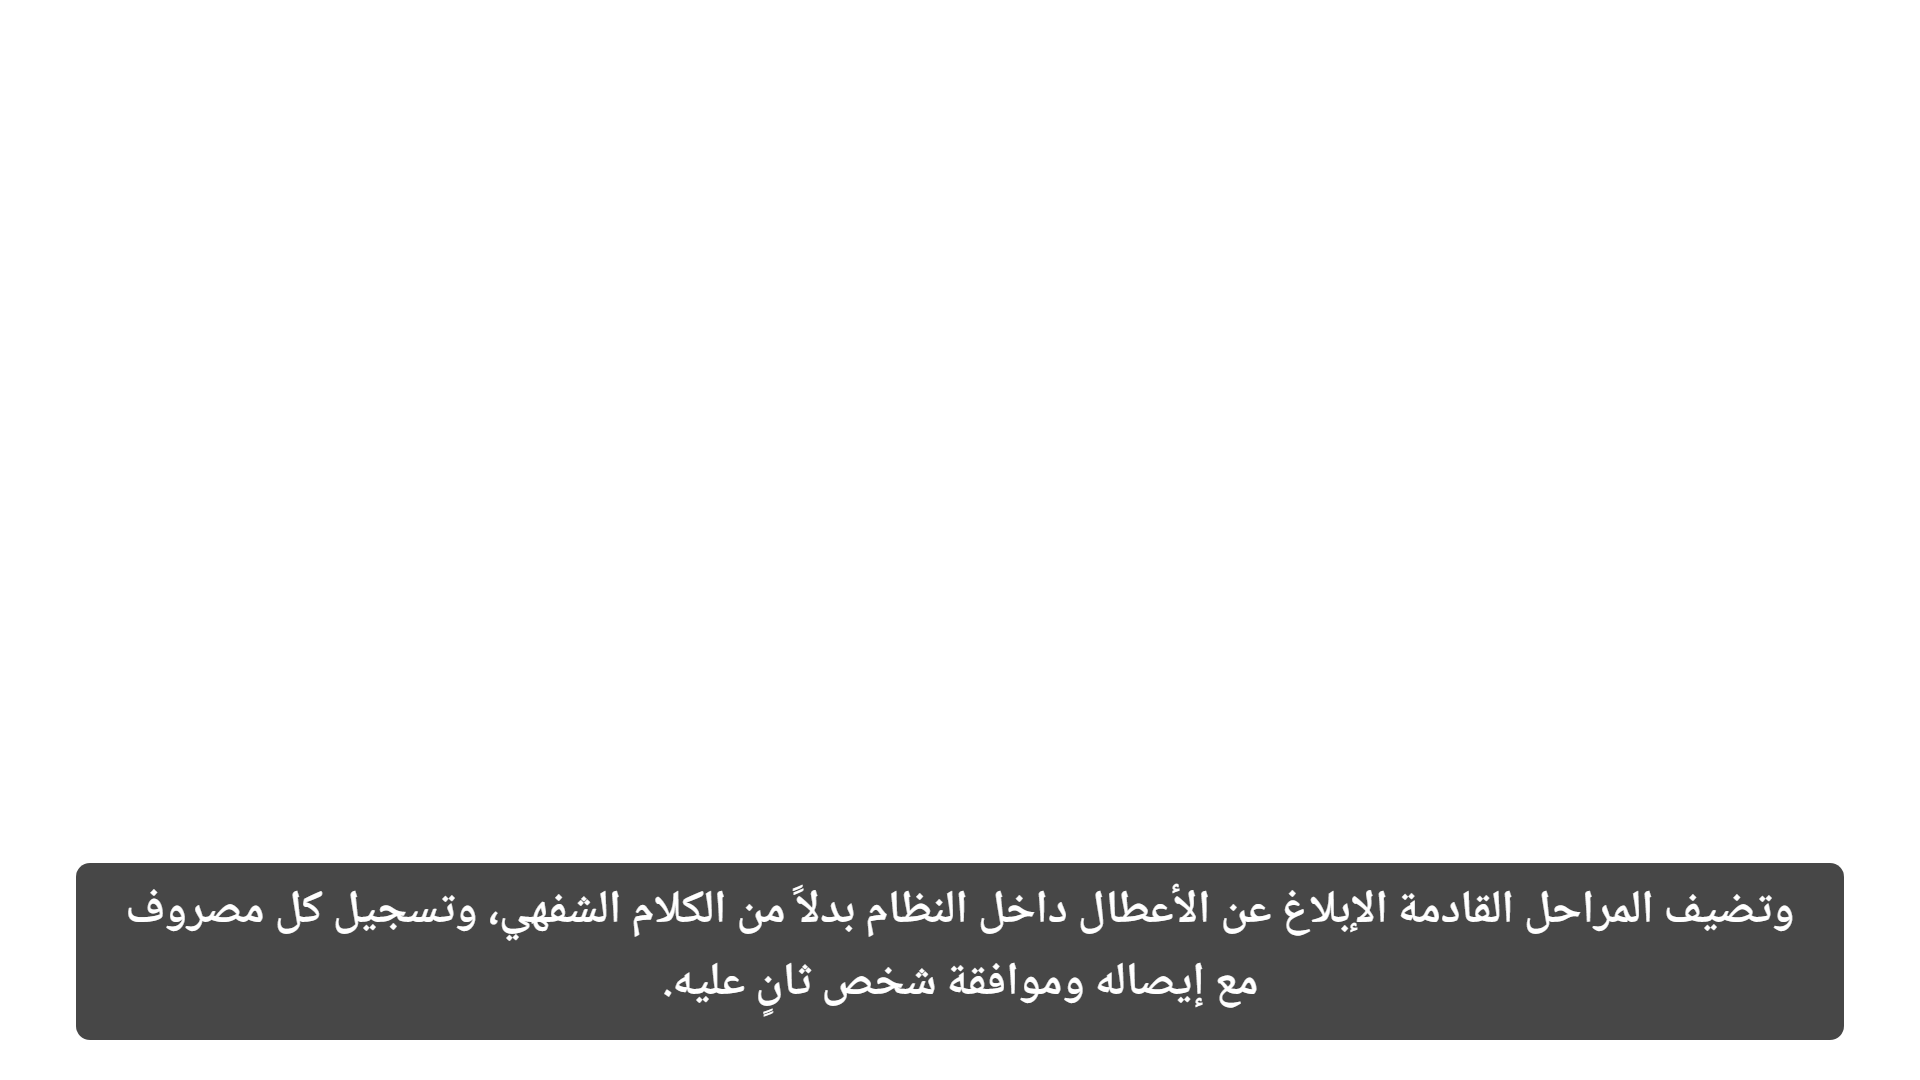 وتضيف المراحل القادمة الإبلاغ عن الأعطال داخل النظام بدلاً من الكلام الشفهي، وتسجيل كل مصروف
مع إيصاله وموافقة شخص ثانٍ عليه.